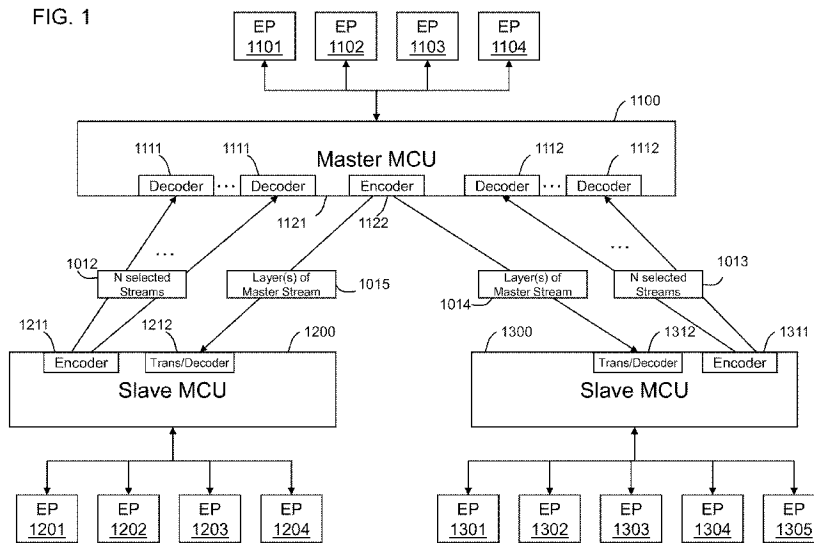 FIG. 1
EP 1101
EP 1102
EP 1103
EP 1104
1100
1111
1111
Master MCU
1112
1112
Decoder
...
Decoder
Encoder
Decoder
...
Decoder
1121
1122
...
...
1012
N selected Streams
Layer(s) of Master Stream
1015
Layer(s) of Master Stream
1014
N selected Streams
1013
1211
1212
1200
1300
1312
1311
Encoder
Trans/Decoder
Trans/Decoder
Encoder
Slave MCU
Slave MCU
EP 1201
EP 1202
EP 1203
EP 1204
EP 1301
EP 1302
EP 1303
EP 1304
EP 1305